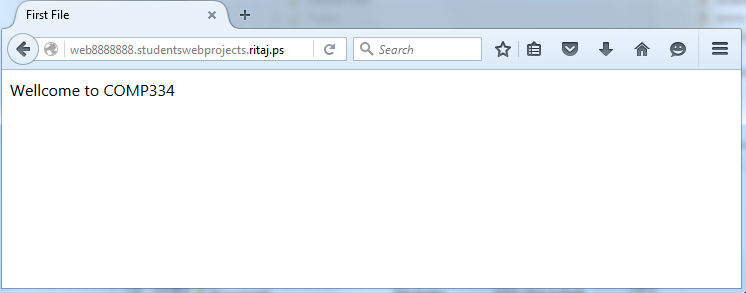 First File
web8888888.studentswebprojects.ritaj.ps
Search
Wellcome to COMP334